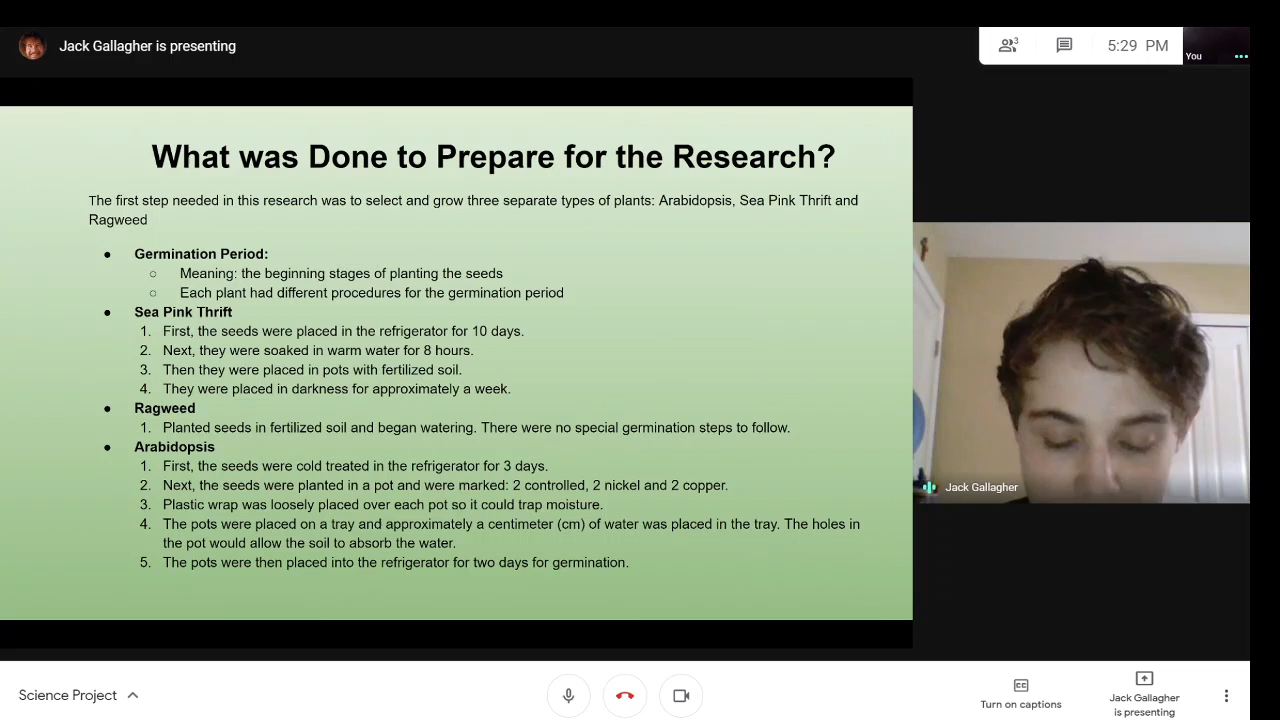 Jack Gallagher is presenting
3
5:29 PM
You
What was Done to Prepare for the Research?
The first step needed in this research was to select and grow three separate types of plants: Arabidopsis, Sea Pink Thrift and
Ragweed
● Germination Period:
○ Meaning: the beginning stages of planting the seeds
○ Each plant had different procedures for the germination period
● Sea Pink Thrift
1. First, the seeds were placed in the refrigerator for 10 days.
2. Next, they were soaked in warm water for 8 hours.
3. Then they were placed in pots with fertilized soil.
4. They were placed in darkness for approximately a week.
● Ragweed
1. Planted seeds in fertilized soil and began watering. There were no special germination steps to follow.
● Arabidopsis
1. First, the seeds were cold treated in the refrigerator for 3 days.
2. Next, the seeds were planted in a pot and were marked: 2 controlled, 2 nickel and 2 copper.
3. Plastic wrap was loosely placed over each pot so it could trap moisture.
4. The pots were placed on a tray and approximately a centimeter (cm) of water was placed in the tray. The holes in
the pot would allow the soil to absorb the water.
5. The pots were then placed into the refrigerator for two days for germination.
Jack Gallagher
Science Project
CC
Turn on captions
Jack Gallagher
is presenting